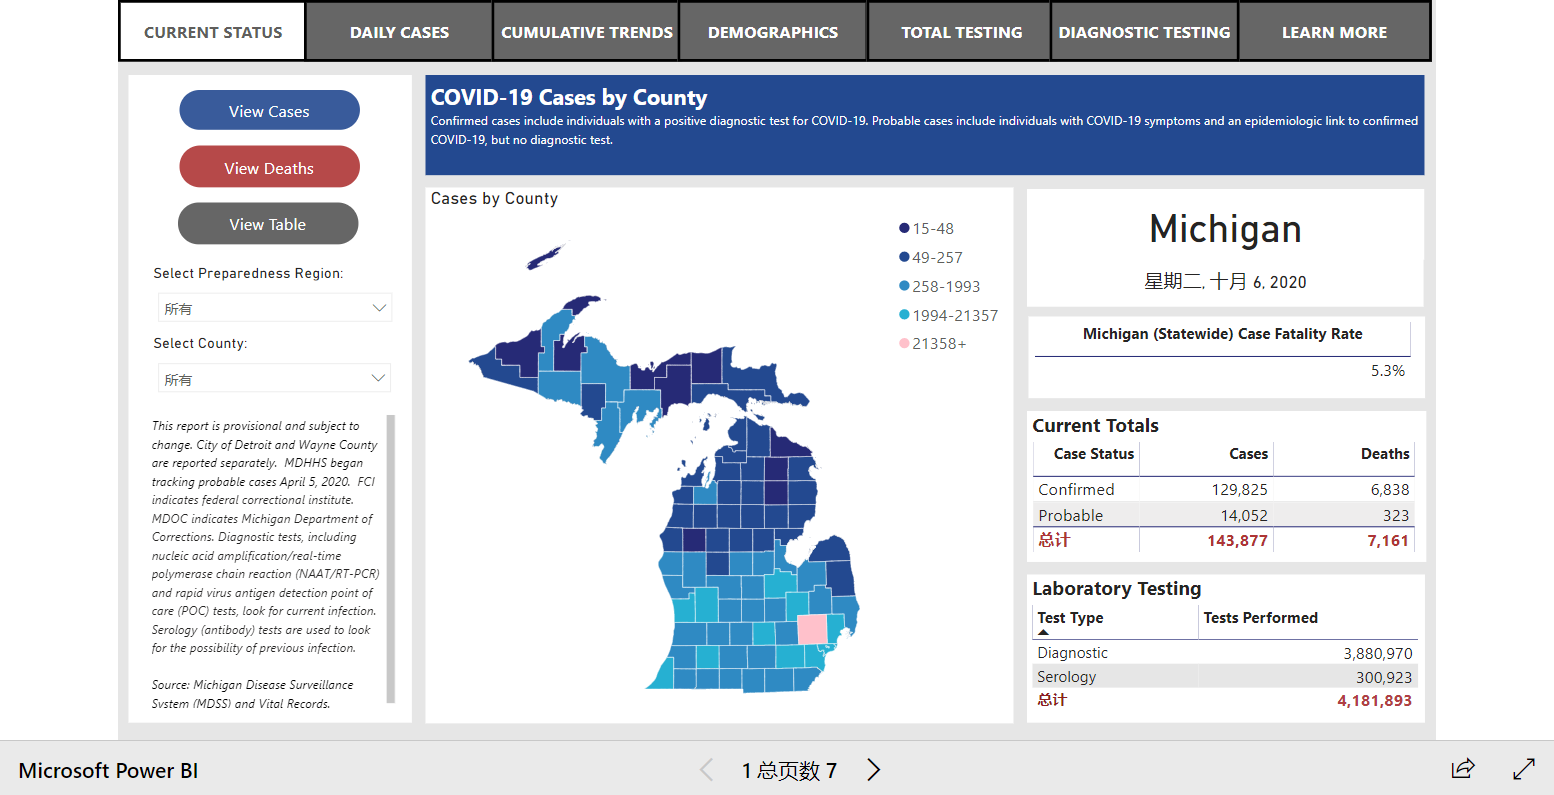 CURRENT STATUS
DAILY CASES
CUMULATIVE TRENDS
DEMOGRAPHICS
TOTAL TESTING
DIAGNOSTIC TESTING
LEARN MORE
View Cases
View Deaths
View Table
Select Preparedness Region:
所有
Select County:
所有
This report is provisional and subject to
change. City of Detroit and Wayne County
are reported separately. MDHHS began
tracking probable cases April 5, 2020. FCI
indicates federal correctional institute.
MDOC indicates Michigan Department of
Corrections. Diagnostic tests, including
nucleic acid amplification/real-time
polymerase chain reaction (NAAT/RT-PCR)
and rapid virus antigen detection point of
care (POC) tests, look for current infection.
Serology (antibody) tests are used to look
for the possibility of previous infection.
Source: Michigan Disease Surveillance
System (MDSS) and Vital Records.
COVID-19 Cases by County
Confirmed cases include individuals with a positive diagnostic test for COVID-19. Probable cases include individuals with COVID-19 symptoms and an epidemiologic link to confirmed
COVID-19, but no diagnostic test.
Cases by County
15-48
49-257
258-1993
1994-21357
21358+
Michigan
星期二, 十月 6, 2020
Michigan (Statewide) Case Fatality Rate
5.3%
Current Totals
Case Status Cases Deaths
Confirmed 129,825 6,838
Probable 14,052 323
总计 143,877 7,161
Laboratory Testing
Test Type Tests Performed
Diagnostic 3,880,970
Serology 300,923
总计 4,181,893
Microsoft Power BI
1 总页数 7